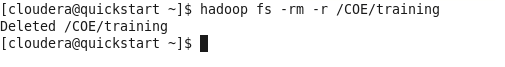 [cloudera@quickstart ~]$ hadoop fs -rm -r /COE/training
Deleted /COE/training
[cloudera@quickstart ~]$